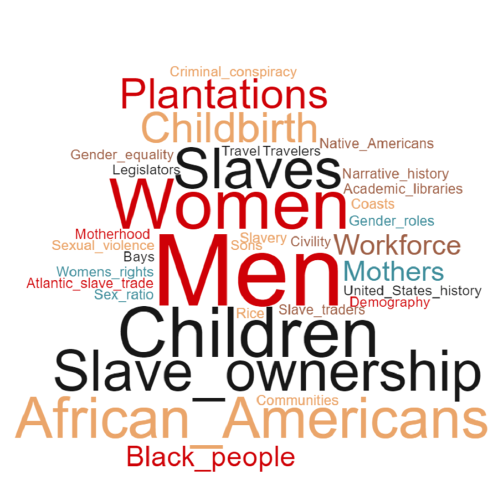 Criminal_conspiracy
Plantations
Childbirth
Native_Americans
Travel Travelers
Gender_equality
Slaves
Legislators
Narrative_history
Academic_libraries
Women
Coasts
Gender_roles
Motherhood
Slavery
Civility
Workforce
Sexual_violence
Sons
Bays
Men
Mothers
Womens_rights
Atlantic_slave_trade
United_States_history
Sex_ratio
Demography
Rice
Slave_traders
Children
Slave_ownership
Communities
African_Americans
Black_people